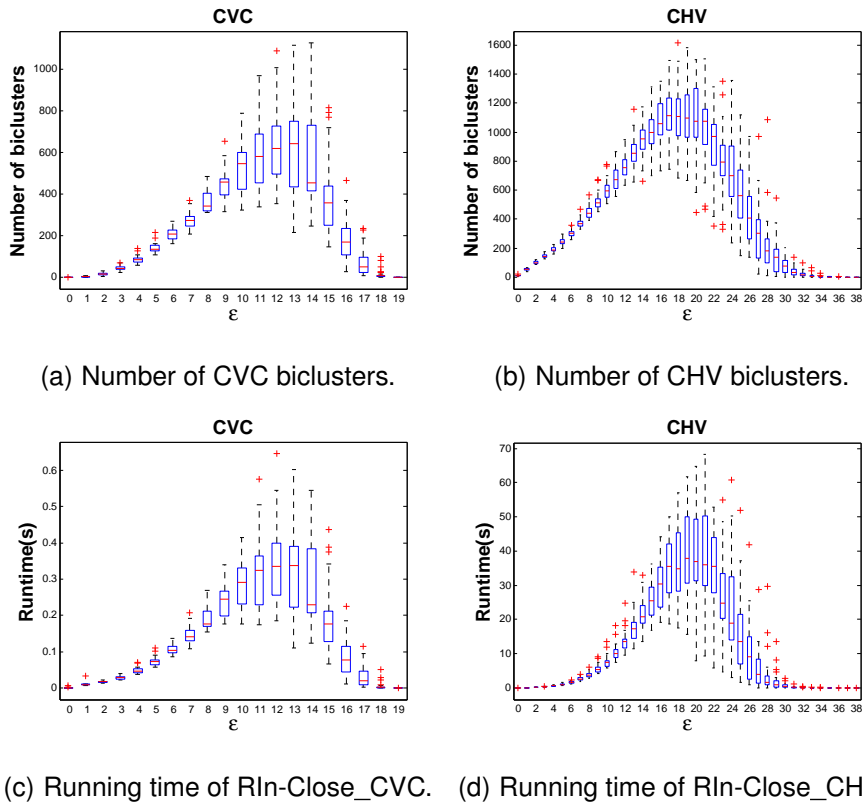 CVC
Number of biclusters
1000
800
600
400
200
0
0 1 2 3 4 5 6 7 8 9 10 11 12 13 14 15 16 17 18 19
ε
(a) Number of CVC biclusters.
CHV
Number of biclusters
1600
1400
1200
1000
800
600
400
200
0
0 2 4 6 8 10 12 14 16 18 20 22 24 26 28 30 32 34 36 38
ε
(b) Number of CHV biclusters.
CVC
Runtime(s)
0.6
0.5
0.4
0.3
0.2
0.1
0
0 1 2 3 4 5 6 7 8 9 10 11 12 13 14 15 16 17 18 19
ε
(c) Running time of RIn-Close_CVC.
CHV
Runtime(s)
70
60
50
40
30
20
10
0
0 2 4 6 8 10 12 14 16 18 20 22 24 26 28 30 32 34 36 38
ε
(d) Running time of RIn-Close_CH